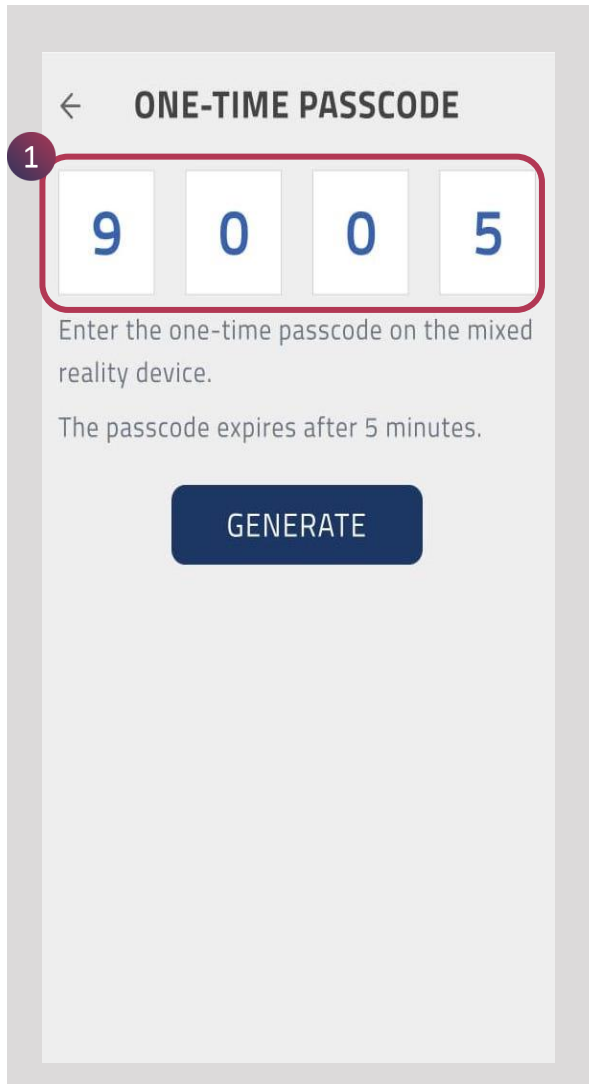 ONE-TIME PASSCODE
1
9 0 0 5
Enter the one-time passcode on the mixed
reality device.
The passcode expires after 5 minutes.
GENERATE